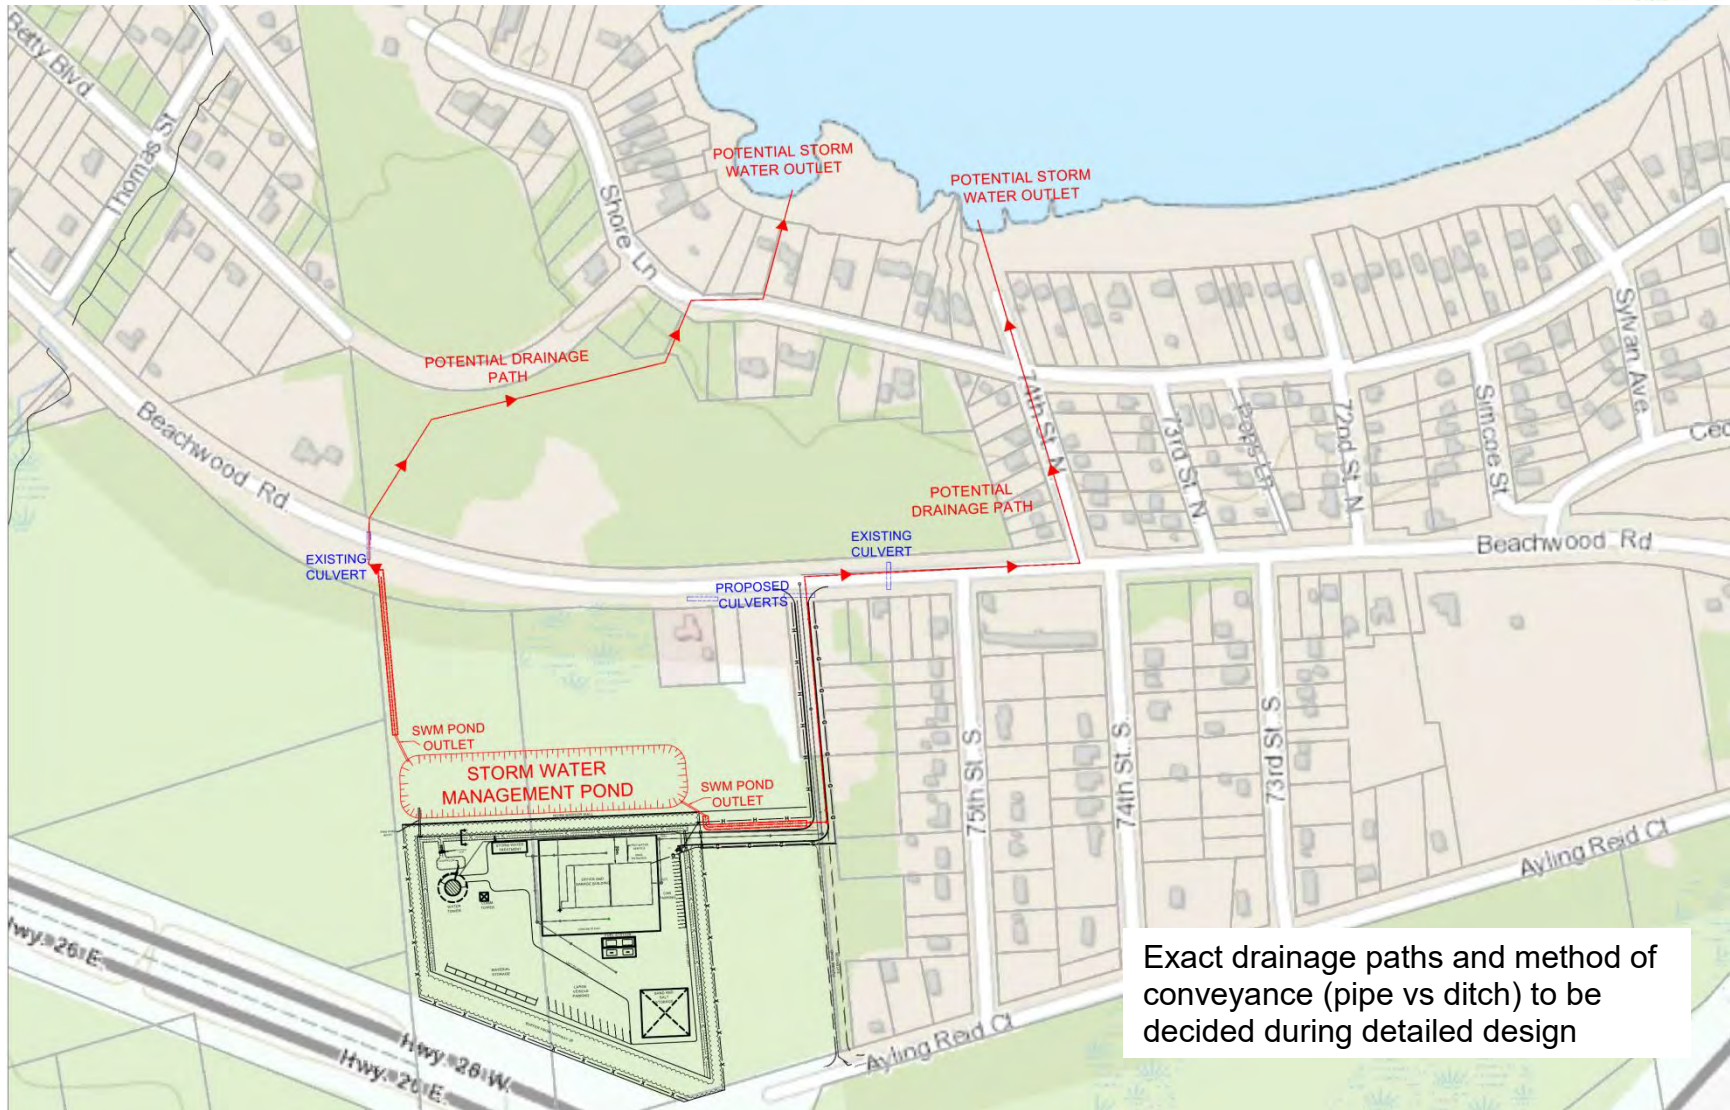 Betty Blvd.
Thomas St
Shore Ln
POTENTIAL STORM
WATER OUTLET
POTENTIAL STORM
WATER OUTLET
POTENTIAL DRAINAGE
PATH
Beachwood Rd.
74th St. N.
73rd St. N.
72nd St. N
Simcoe St.
Sylvan Ave.
POTENTIAL
DRAINAGE PATH
EXISTING
CULVERT
EXISTING
CULVERT
PROPOSED
CULVERTS
Beachwood Rd
SWM POND
OUTLET
STORM WATER
MANAGEMENT POND
SWM POND
OUTLET
75th St. S.
74th St. S.
73rd St. S.
Ayling Reid Ct
WATER
TOWER
Hwy. 26 E.
Hwy. 26 W.
Hwy. 26 E.
Ayling Reid Ct
Exact drainage paths and method of
conveyance (pipe vs ditch) to be
decided during detailed design